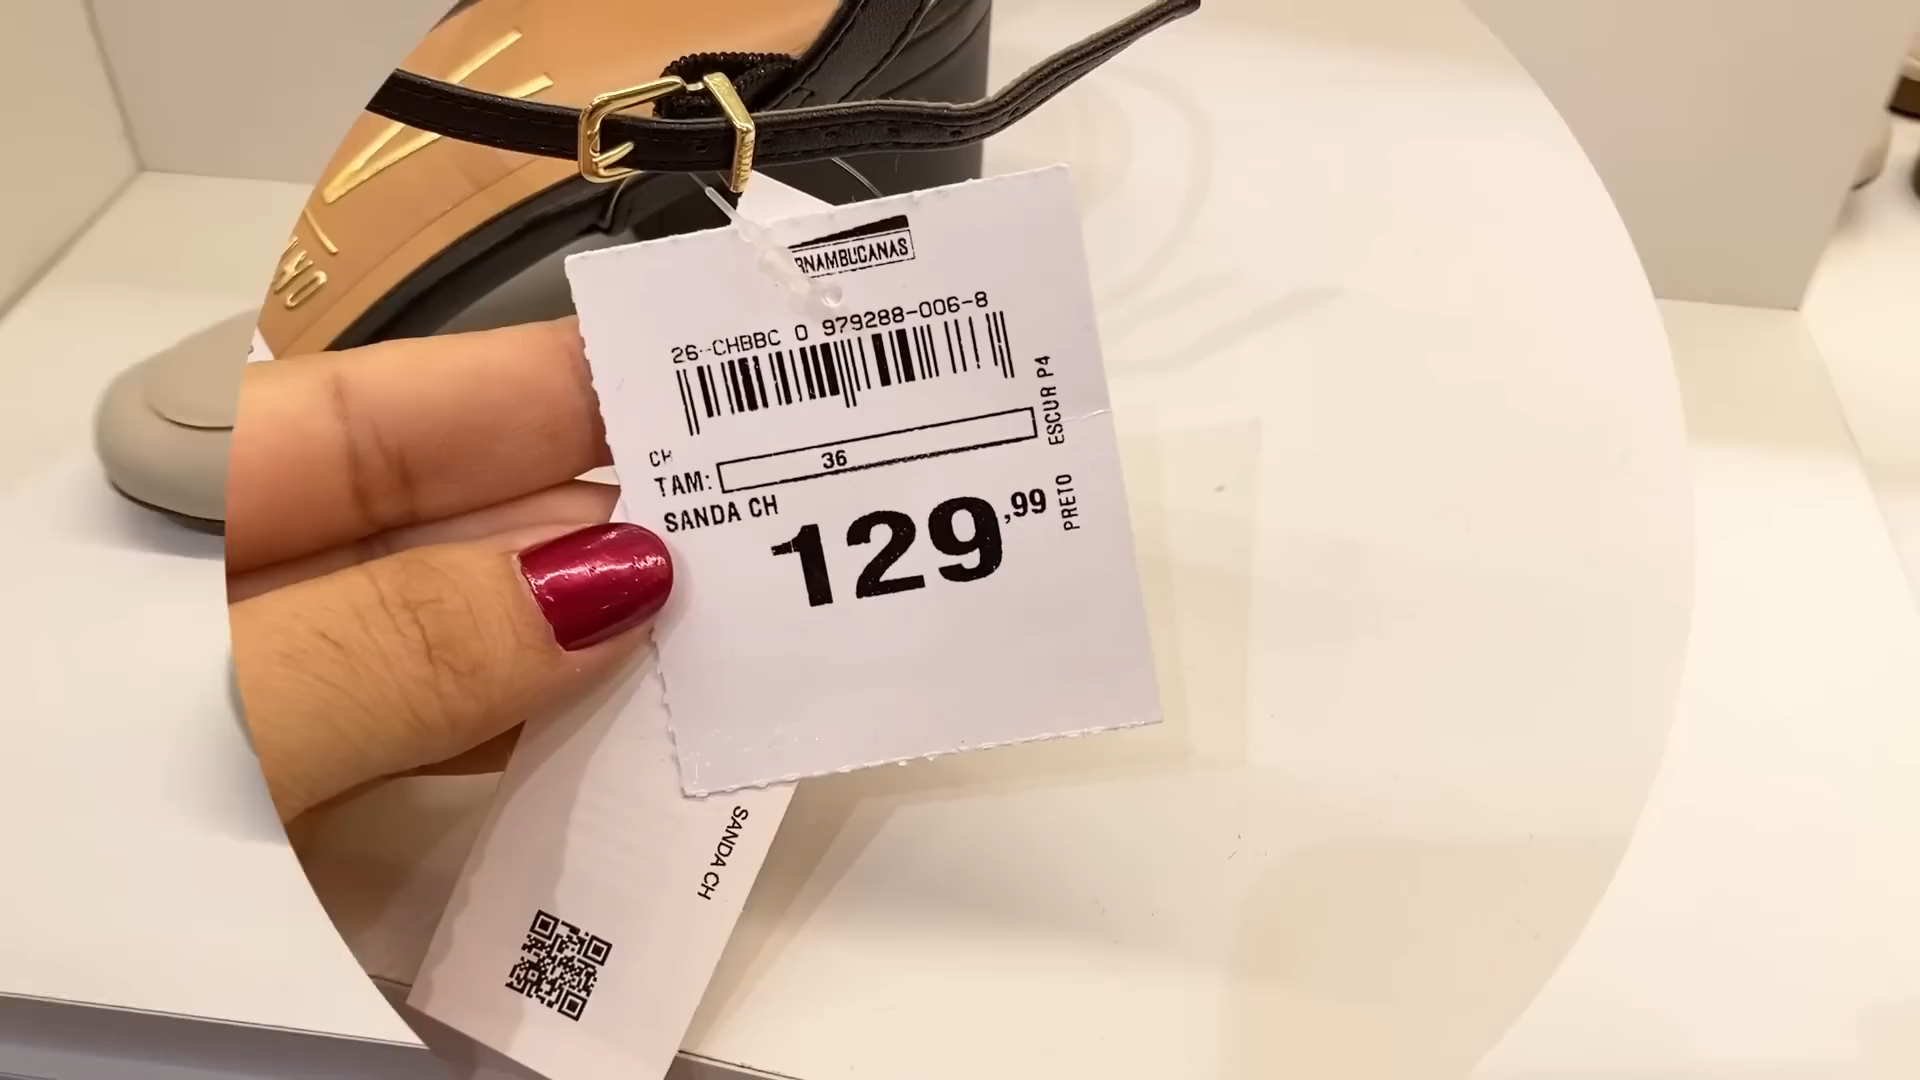 RNAMBUCANAS
26-CHBBC 0 979288-006-8
ESCUR P4
CH
TAM: 36
SANDA CH
129,99
PRETO
SANDA CH